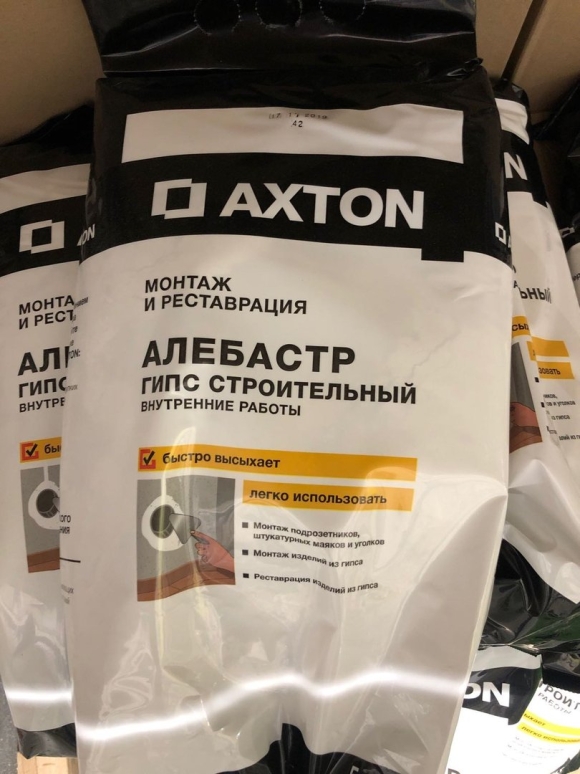 A2
AXTON
МОНТАЖ
И РЕСТАВРАЦИЯ
АЛЕБАСТР
ГИПС СТРОИТЕЛЬНЫЙ
ВНУТРЕННИЕ РАБОТЫ
быстро высыхает
легко использовать
Монтаж подрозетников,
штукатурных маяков и уголков
Монтаж изделий из гипса
Реставрация изделий из гипса